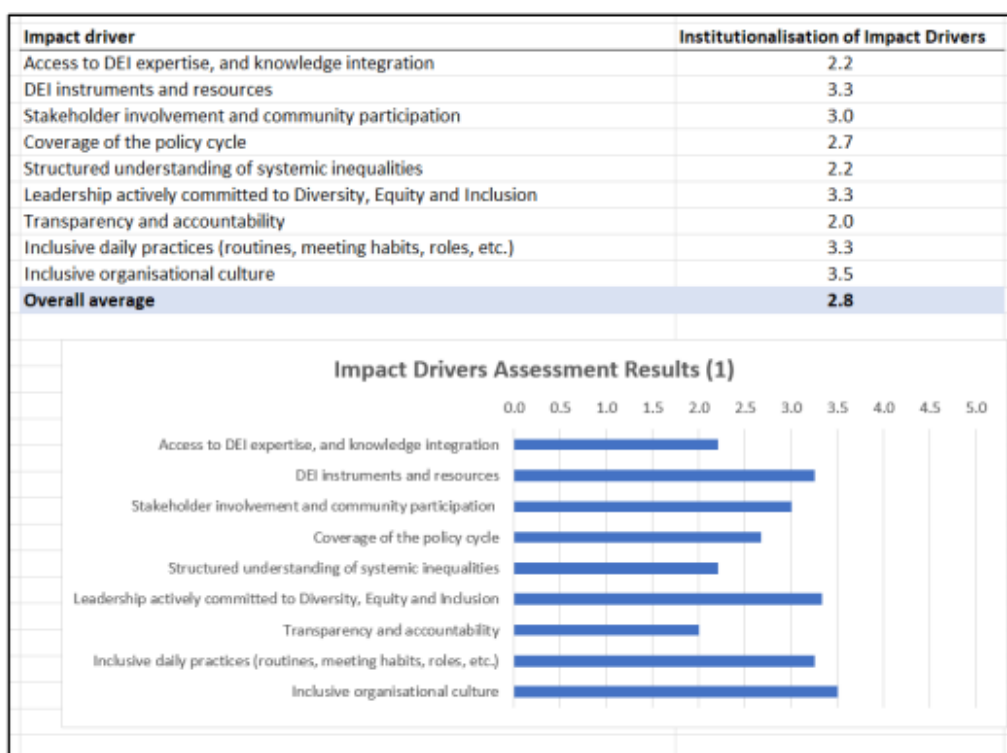 Impact driver Institutionalisation of Impact Drivers
Access to DEI expertise, and knowledge integration 2.2
DEI instruments and resources 3.3
Stakeholder involvement and community participation 3.0
Coverage of the policy cycle 2.7
Structured understanding of systemic inequalities 2.2
Leadership actively committed to Diversity, Equity and Inclusion 3.3
Transparency and accountability 2.0
Inclusive daily practices (routines, meeting habits, roles, etc.) 3.3
Inclusive organisational culture 3.5
Overall average 2.8
Impact Drivers Assessment Results (1)
0.0 0.5 1.0 1.5 2.0 2.5 3.0 3.5 4.0 4.5 5.0
Access to DEI expertise, and knowledge integration
DEI instruments and resources
Stakeholder involvement and community participation
Coverage of the policy cycle
Structured understanding of systemic inequalities
Leadership actively committed to Diversity, Equity and Inclusion
Transparency and accountability
Inclusive daily practices (routines, meeting habits, roles, etc.)
Inclusive organisational culture